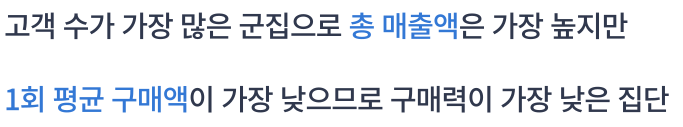 고객 수가 가장 많은 군집으로 총 매출액은 가장 높지만
1회 평균 구매액이 가장 낮으므로 구매력이 가장 낮은 집단